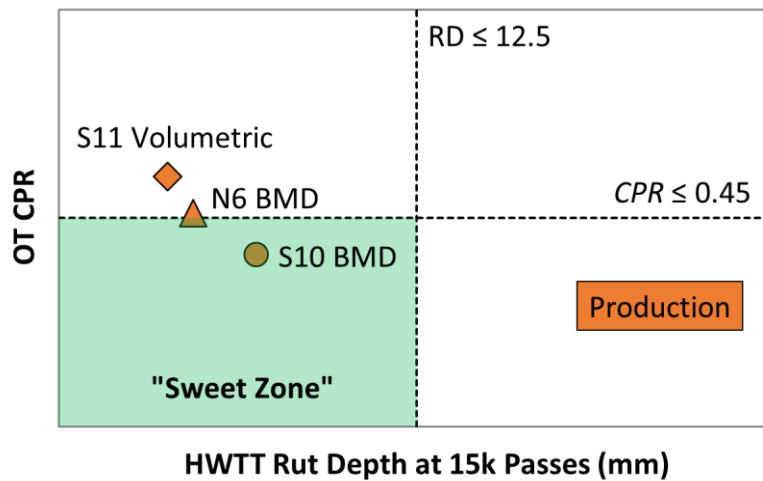 RD ≤ 12.5
S11 Volumetric
N6 BMD
CPR ≤ 0.45
OT CPR
S10 BMD
Production
"Sweet Zone"
HWTT Rut Depth at 15k Passes (mm)